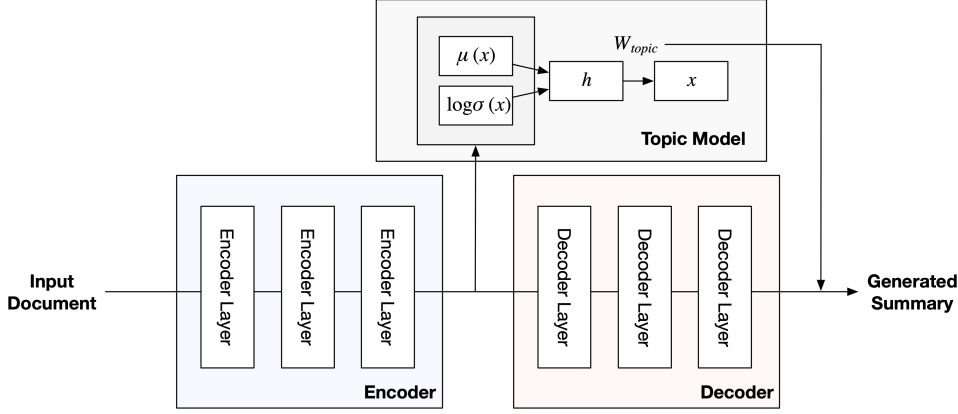 μ (x)
logσ (x)
h
x
W_topic
Topic Model
Input
Document
Encoder Layer
Encoder Layer
Encoder Layer
Encoder
Decoder Layer
Decoder Layer
Decoder Layer
Decoder
Generated
Summary